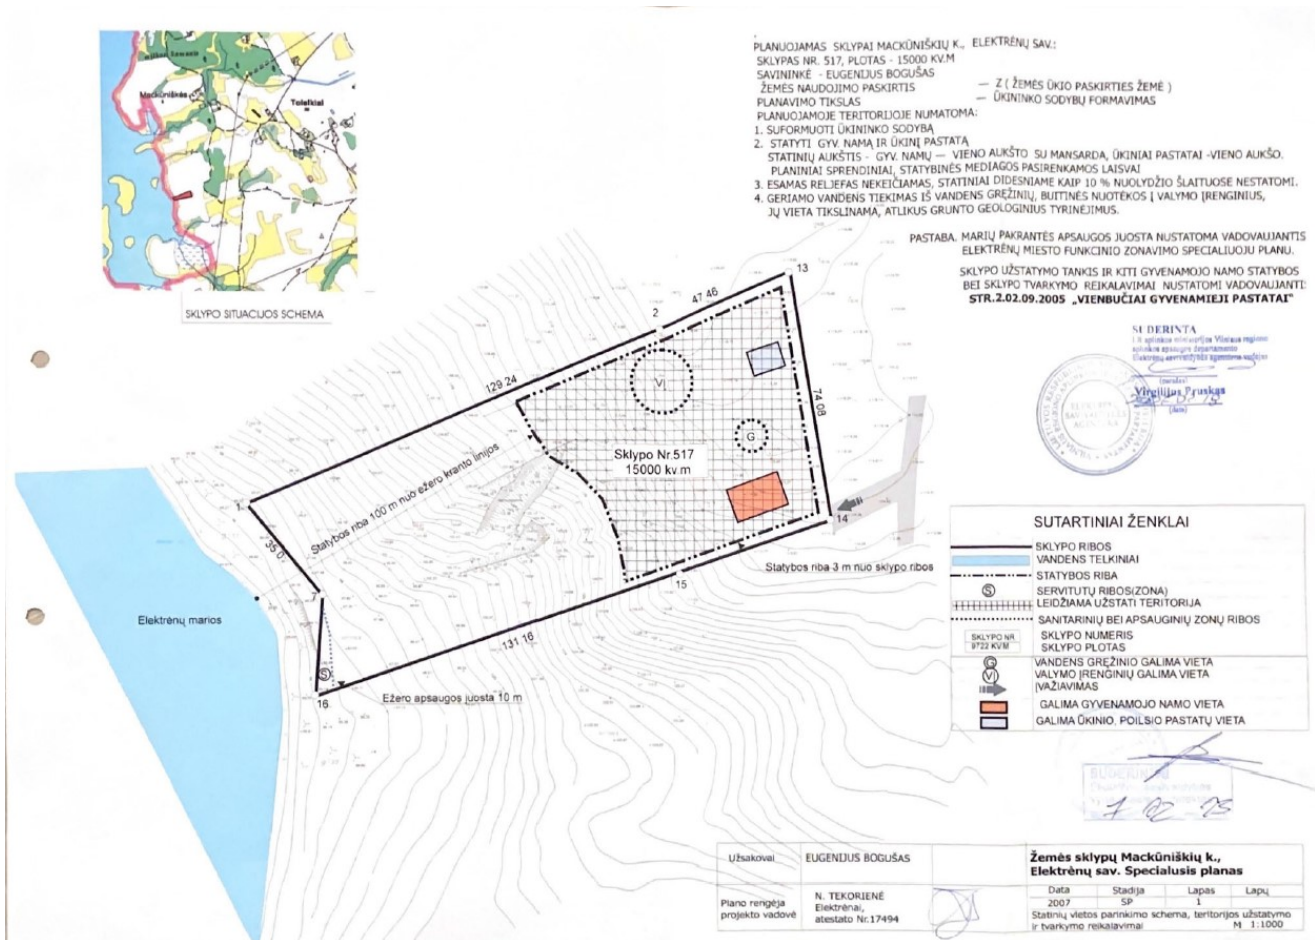 PLANUOJAMAS SKLYPAI MACKŪNIŠKIŲ K., ELEKTRĖNŲ SAV.:
SKLYPAS NR. 517, PLOTAS - 15000 KV.M
SAVININKĖ - EUGENIJUS BOGUŠAS
ŽEMĖS NAUDOJIMO PASKIRTIS — Z ( ŽEMĖS ŪKIO PASKIRTIES ŽEMĖ )
PLANAVIMO TIKSLAS — ŪKININKO SODYBŲ FORMAVIMAS
PLANUOJAMOJE TERITORIJOJE NUMATOMA:
1. SUFORMUOTI ŪKININKO SODYBĄ
2. STATYTI GYV. NAMĄ IR ŪKINĮ PASTATĄ
STATINIŲ AUKŠTIS - GYV. NAMŲ — VIENO AUKŠTO SU MANSARDA, ŪKINIAI PASTATAI -VIENO AUKŠO.
PLANINIAI SPRENDINIAI, STATYBINĖS MEDIAGOS PASIRENKAMOS LAISVAI
3. ESAMAS RELJEFAS NEKEIČIAMAS, STATINIAI DIDESNIAME KAIP 10 % NUOLYDŽIO ŠLAITUOSE NESTATOMI.
4. GERIAMO VANDENS TIEKIMAS IŠ VANDENS GRĘŽINIŲ, BUITINĖS NUOTĖKOS Į VALYMO ĮRENGINIUS,
JŲ VIETA TIKSLINAMA, ATLIKUS GRUNTO GEOLOGINIUS TYRINĖJIMUS.
PASTABA. MARIŲ PAKRANTĖS APSAUGOS JUOSTA NUSTATOMA VADOVAUJANTIS
ELEKTRĖNŲ MIESTO FUNKCINIO ZONAVIMO SPECIALIUOJU PLANU.
SKLYPO UŽSTATYMO TANKIS IR KITI GYVENAMOJO NAMO STATYBOS
BEI SKLYPO TVARKYMO REIKALAVIMAI NUSTATOMI VADOVAUJANTI
STR.2.02.09.2005 „VIENBUČIAI GYVENAMIEJI PASTATAI"
Mackūniškės
SKLYPO SITUACIJOS SCHEMA
SUDERINTA
Virgilijus Pruskas
(data)
13
47 46
2
129 24
74 08
V
G
Sklypo Nr.517
15000 kv.m
Statybos riba 100 m nuo ežero kranto linijos
1
35 0
14
Statybos riba 3 m nuo sklypo ribos
15
Elektrėnų marios
131 16
S
Ežero apsaugos juosta 10 m
16
SUTARTINIAI ŽENKLAI
SKLYPO RIBOS
VANDENS TELKINIAI
STATYBOS RIBA
S SERVITUTŲ RIBOS(ZONA)
LEIDŽIAMA UŽSTATI TERITORIJA
SANITARINIŲ BEI APSAUGINIŲ ZONŲ RIBOS
SKLYPO NR SKLYPO NUMERIS
9722 KV.M SKLYPO PLOTAS
G VANDENS GRĘŽINIO GALIMA VIETA
V VALYMO ĮRENGINIŲ GALIMA VIETA
ĮVAŽIAVIMAS
GALIMA GYVENAMOJO NAMO VIETA
GALIMA ŪKINIO, POILSIO PASTATŲ VIETA
Užsakovai EUGENIJUS BOGUŠAS
Plano rengėja
projekto vadovė
N. TEKORIENĖ
Elektrėnai,
atestato Nr.17494
Žemės sklypų Mackūniškių k.,
Elektrėnų sav. Specialusis planas
Data Stadija Lapas Lapų
2007 SP 1
Statinių vietos parinkimo schema, teritorijos užstatymo
ir tvarkymo reikalavimai M 1:1000